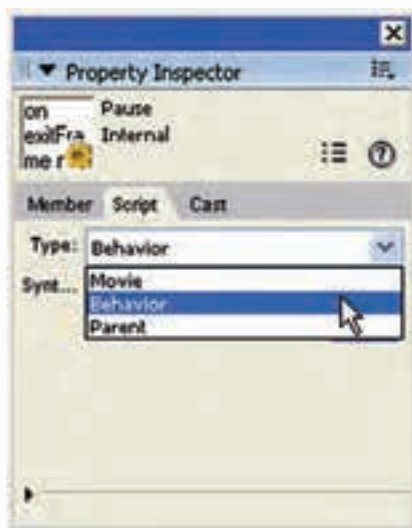 Property Inspector
on Pause
exitFra Internal
me r
Member Script Cast
Type: Behavior
Synt...
Movie
Behavior
Parent